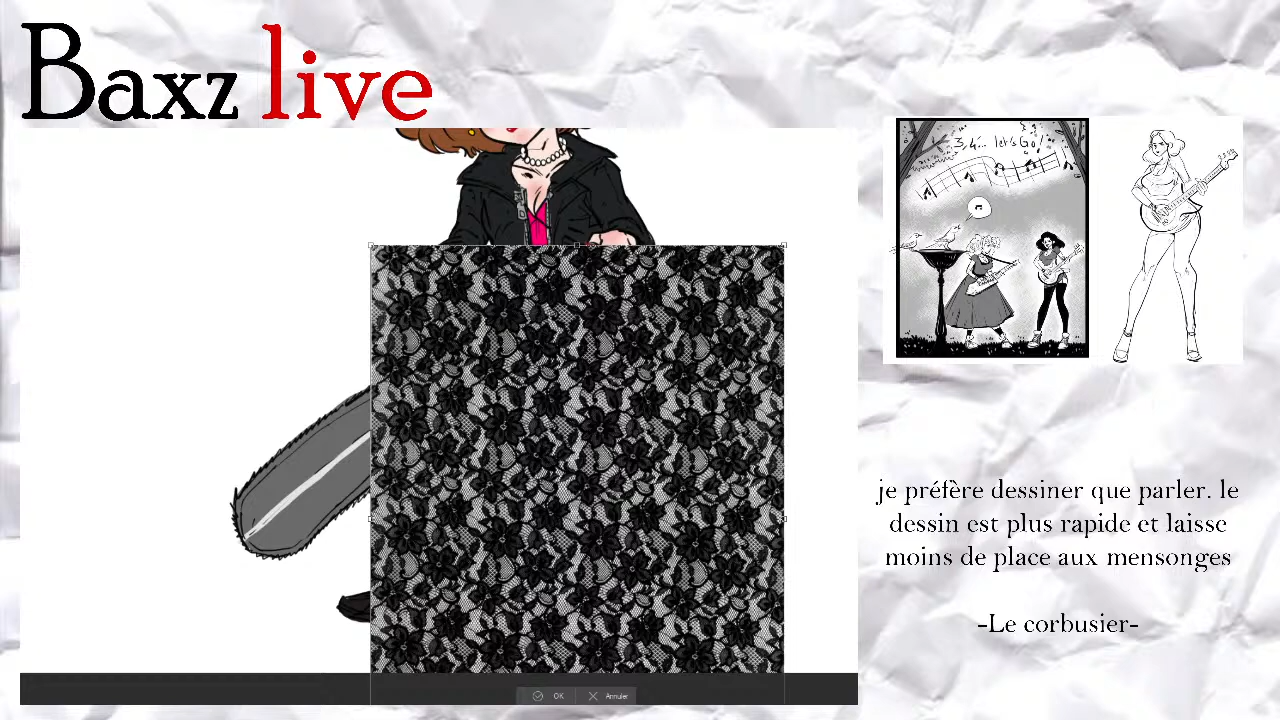 Baxz live
3,4... let's Go!
je préfère dessiner que parler. le
dessin est plus rapide et laisse
moins de place aux mensonges
-Le corbusier-
OK
Annuler